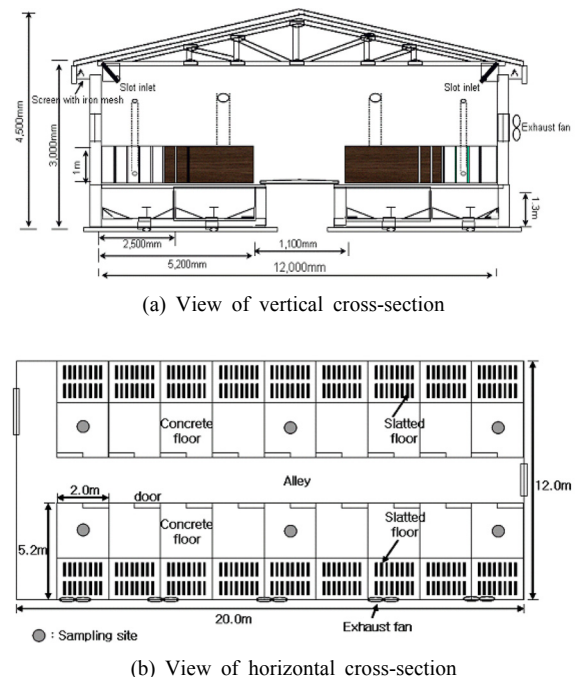 Slot inlet
Slot inlet
Screen with iron mesh
Exhaust fan
4,500mm
3,000mm
1m
1.3m
2,500mm
1,100mm
5,200mm
12,000mm
(a) View of vertical cross-section
Concrete
floor
Slatted
floor
Alley
12.0m
2.0m
door
Concrete
floor
Slatted
floor
5.2m
20.0m
Exhaust fan
: Sampling site
(b) View of horizontal cross-section